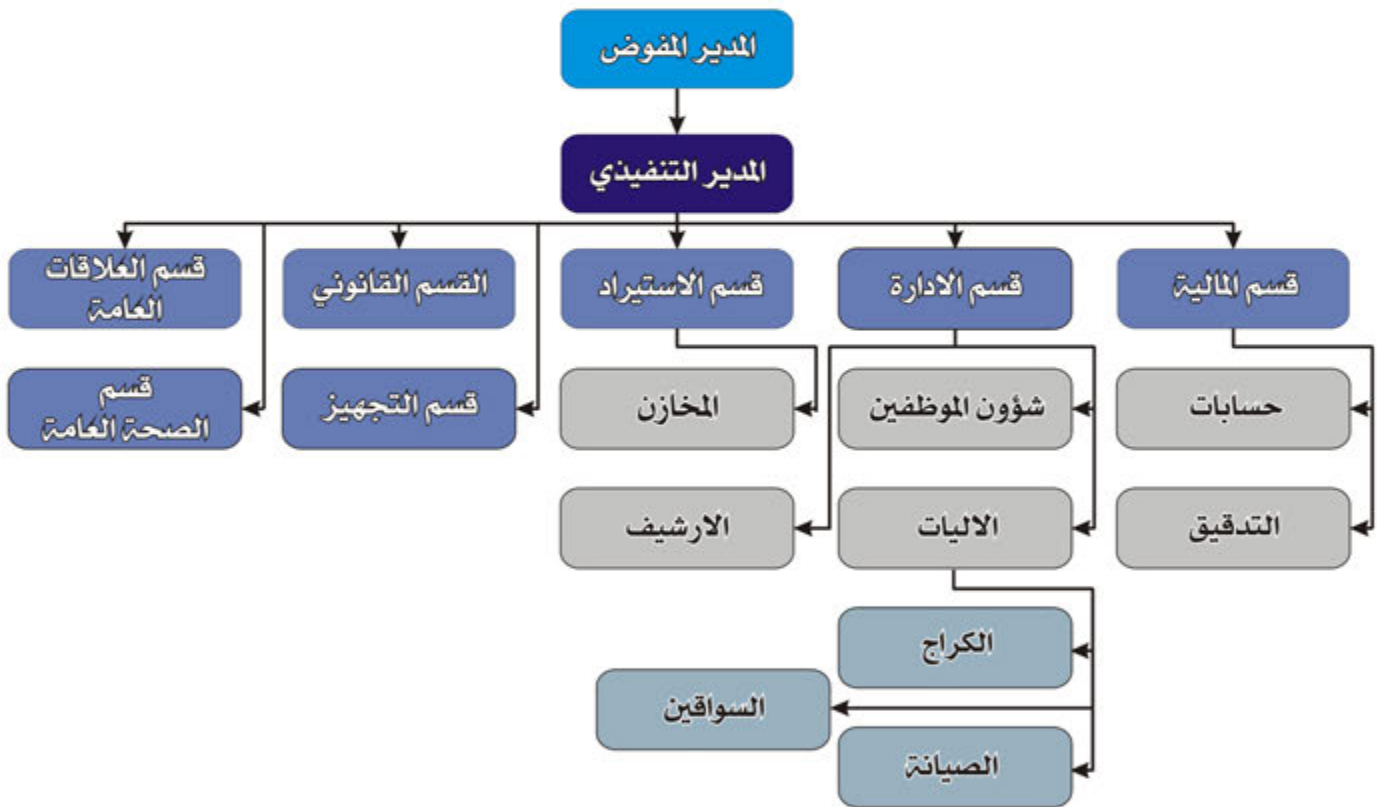 المدير المفوض
المدير التنفيذي
قسم المالية
قسم الادارة
قسم الاستيراد
القسم القانوني
قسم العلاقات
العامة
حسابات
شؤون الموظفين
المخازن
قسم التجهيز
قسم
الصحة العامة
التدقيق
الاليات
الارشيف
الكراج
السواقين
الصيانة